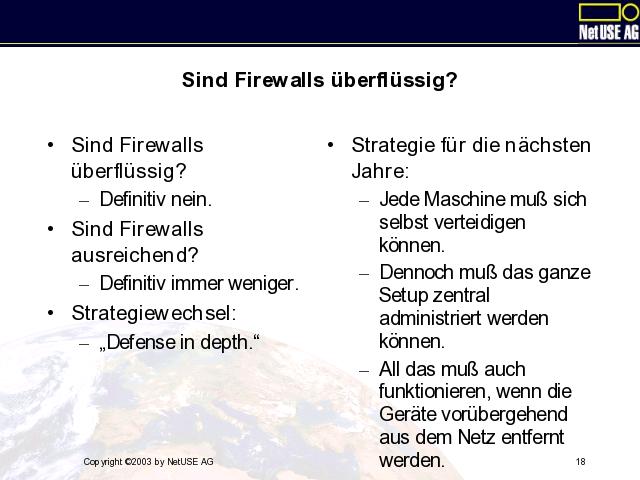 NetUSE AG
Sind Firewalls überflüssig?
• Sind Firewalls
überflüssig?
– Definitiv nein.
• Sind Firewalls
ausreichend?
– Definitiv immer weniger.
• Strategiewechsel:
– „Defense in depth.“
• Strategie für die nächsten
Jahre:
– Jede Maschine muß sich
selbst verteidigen
können.
– Dennoch muß das ganze
Setup zentral
administriert werden
können.
– All das muß auch
funktionieren, wenn die
Geräte vorübergehend
aus dem Netz entfernt
werden.
Copyright ©2003 by NetUSE AG
18